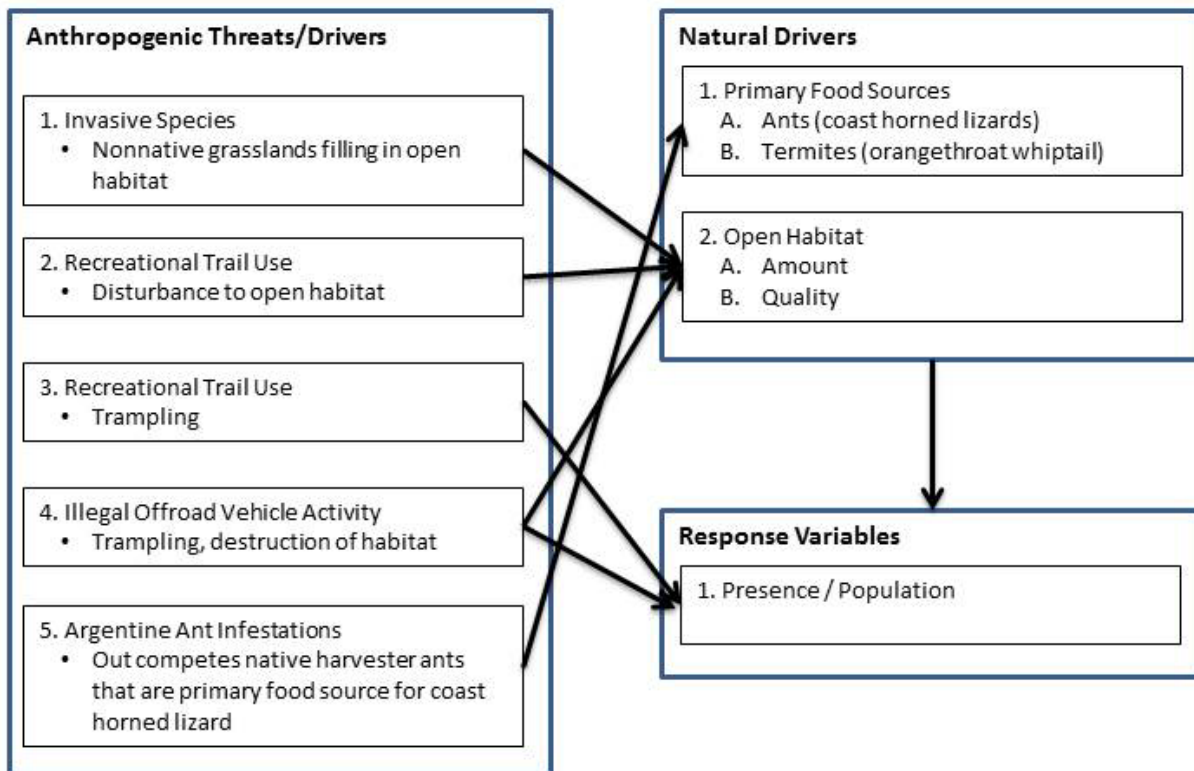 Anthropogenic Threats/Drivers
1. Invasive Species
• Nonnative grasslands filling in open
habitat
2. Recreational Trail Use
• Disturbance to open habitat
3. Recreational Trail Use
• Trampling
4. Illegal Offroad Vehicle Activity
• Trampling, destruction of habitat
5. Argentine Ant Infestations
• Out competes native harvester ants
that are primary food source for coast
horned lizard
Natural Drivers
1. Primary Food Sources
A. Ants (coast horned lizards)
B. Termites (orangethroat whiptail)
2. Open Habitat
A. Amount
B. Quality
Response Variables
1. Presence / Population